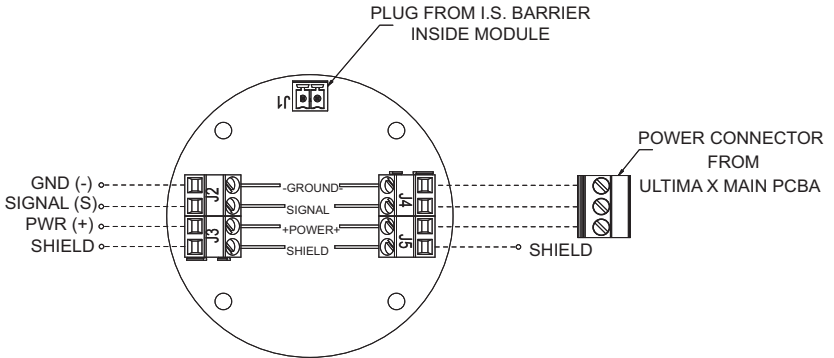 PLUG FROM I.S. BARRIER
INSIDE MODULE
J1
POWER CONNECTOR
FROM
ULTIMA X MAIN PCBA
GND (-)
SIGNAL (S)
PWR (+)
SHIELD
J2
J3
-GROUND-
SIGNAL
+POWER+
SHIELD
J4
J5
SHIELD